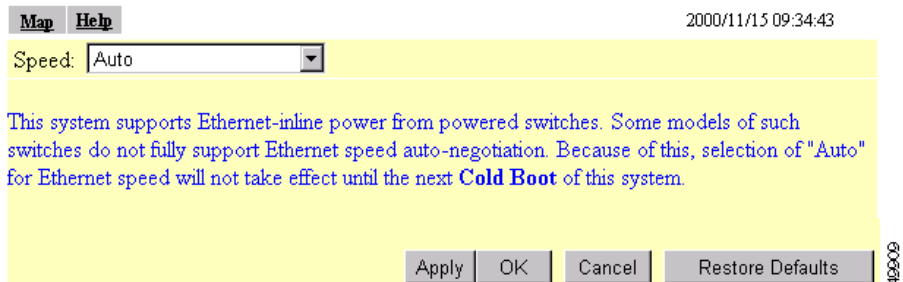 Map Help 2000/11/15 09:34:43
Speed: Auto
This system supports Ethernet-inline power from powered switches. Some models of such
switches do not fully support Ethernet speed auto-negotiation. Because of this, selection of "Auto"
for Ethernet speed will not take effect until the next Cold Boot of this system.
Apply OK Cancel Restore Defaults
49909